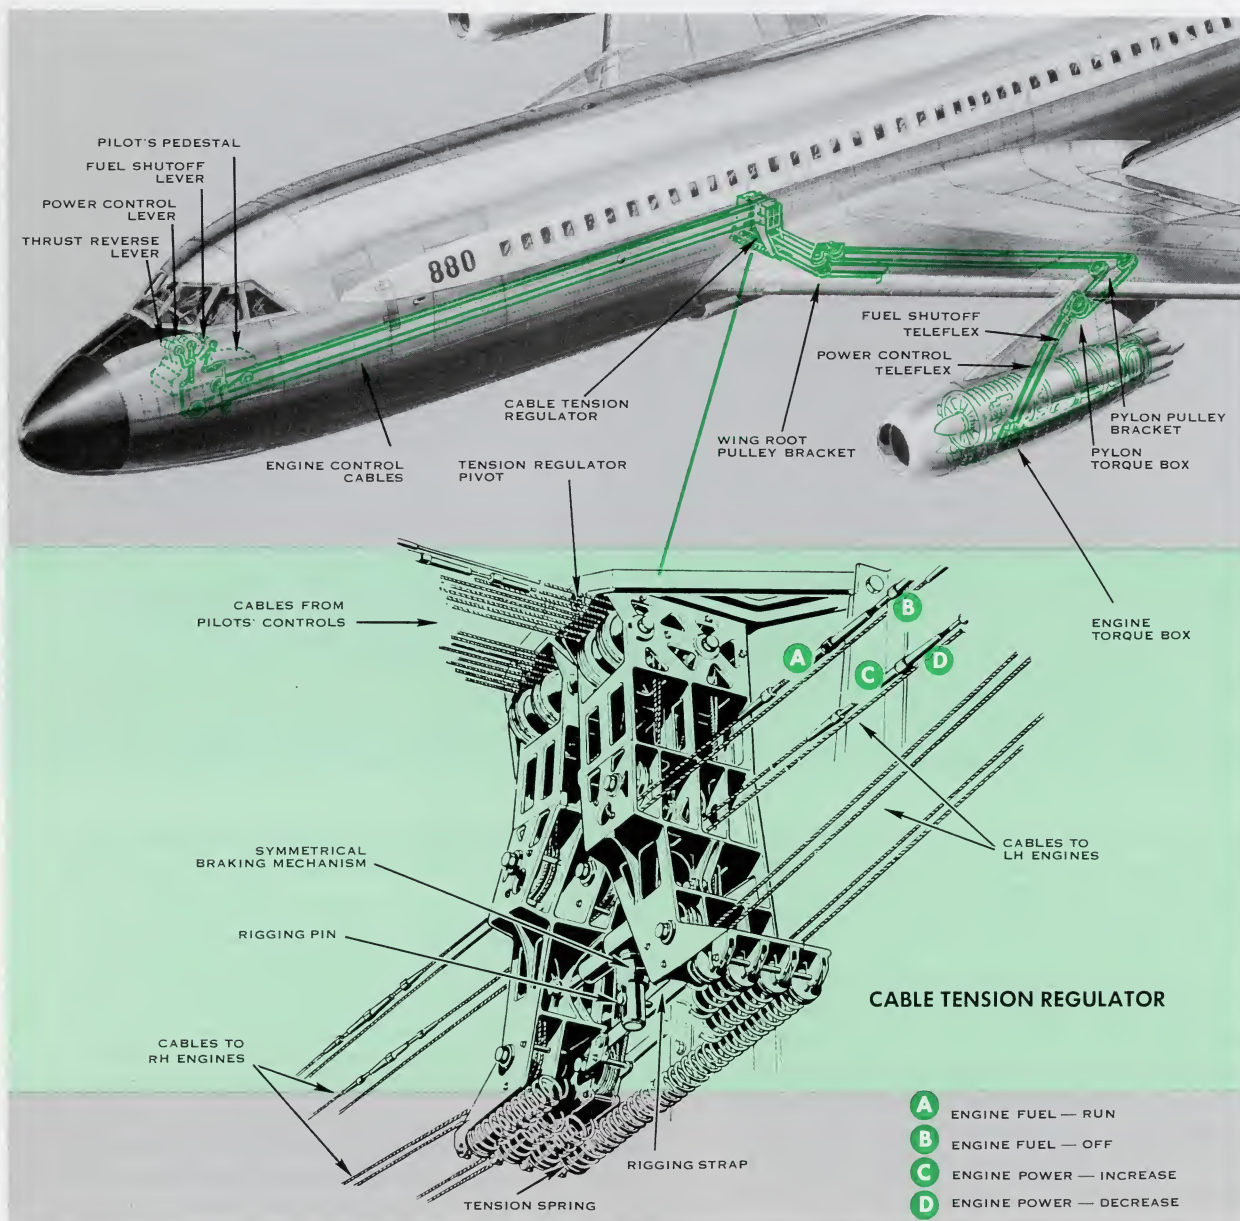 PILOT'S PEDESTAL
FUEL SHUTOFF
LEVER
POWER CONTROL
LEVER
THRUST REVERSE
LEVER
880
FUEL SHUTOFF
TELEFLEX
POWER CONTROL
TELEFLEX
CABLE TENSION
REGULATOR
WING ROOT
PULLEY BRACKET
PYLON PULLEY
BRACKET
PYLON
TORQUE BOX
ENGINE CONTROL
CABLES
TENSION REGULATOR
PIVOT
CABLES FROM
PILOTS' CONTROLS
ENGINE
TORQUE BOX
B
A
C
D
SYMMETRICAL
BRAKING MECHANISM
CABLES TO
LH ENGINES
RIGGING PIN
CABLE TENSION REGULATOR
CABLES TO
RH ENGINES
RIGGING STRAP
TENSION SPRING
A ENGINE FUEL — RUN
B ENGINE FUEL — OFF
C ENGINE POWER — INCREASE
D ENGINE POWER — DECREASE